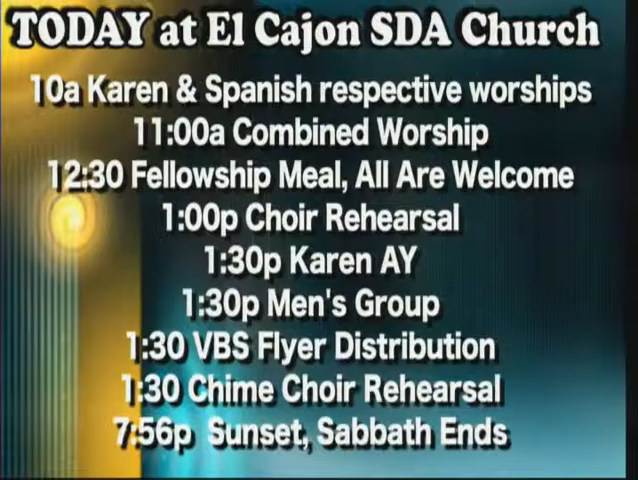 TODAY at El Cajon SDA Church
10a Karen & Spanish respective worships
11:00a Combined Worship
12:30 Fellowship Meal, All Are Welcome
1:00p Choir Rehearsal
1:30p Karen AY
1:30p Men's Group
1:30 VBS Flyer Distribution
1:30 Chime Choir Rehearsal
7:56p Sunset, Sabbath Ends